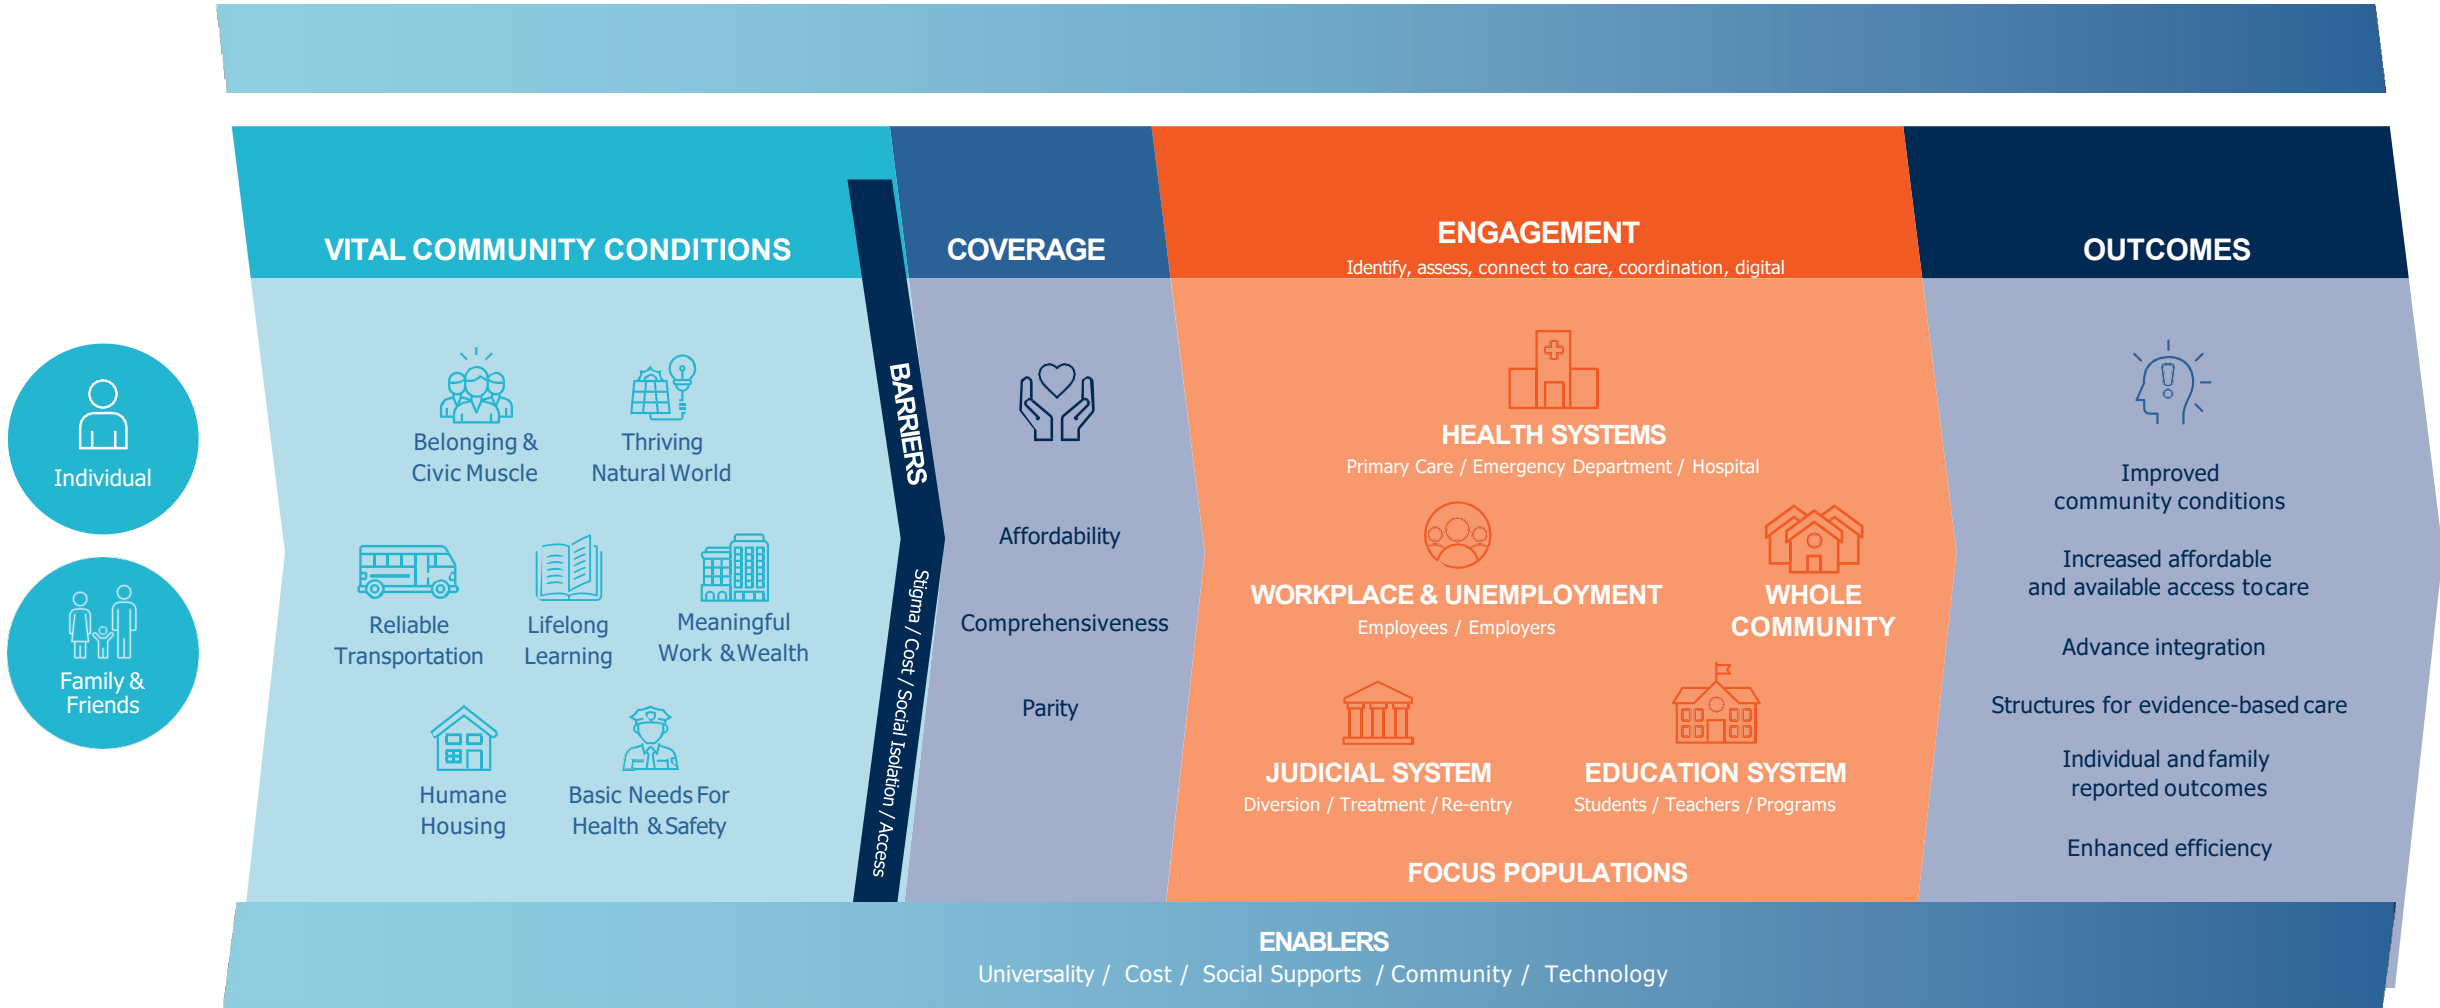 VITAL COMMUNITY CONDITIONS
COVERAGE
ENGAGEMENT
Identify, assess, connect to care, coordination, digital
OUTCOMES
Individual
Family &
Friends
Belonging &
Civic Muscle
Thriving
Natural World
Reliable
Transportation
Lifelong
Learning
Meaningful
Work & Wealth
Humane
Housing
Basic Needs For
Health & Safety
BARRIERS
Stigma / Cost / Social Isolation / Access
Affordability
Comprehensiveness
Parity
HEALTH SYSTEMS
Primary Care / Emergency Department / Hospital
WORKPLACE & UNEMPLOYMENT
Employees / Employers
WHOLE
COMMUNITY
JUDICIAL SYSTEM
Diversion / Treatment / Re-entry
EDUCATION SYSTEM
Students / Teachers / Programs
FOCUS POPULATIONS
Improved
community conditions
Increased affordable
and available access to care
Advance integration
Structures for evidence-based care
Individual and family
reported outcomes
Enhanced efficiency
ENABLERS
Universality / Cost / Social Supports / Community / Technology